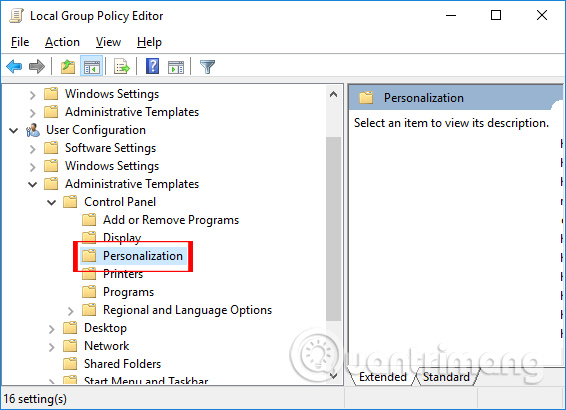 Local Group Policy Editor
File Action View Help
Windows Settings
Administrative Templates
User Configuration
Software Settings
Windows Settings
Administrative Templates
Control Panel
Add or Remove Programs
Display
Personalization
Printers
Programs
Regional and Language Options
Desktop
Network
Shared Folders
Start Menu and Taskbar
Personalization
Select an item to view its description.
Quantrimang
Extended Standard
16 setting(s)